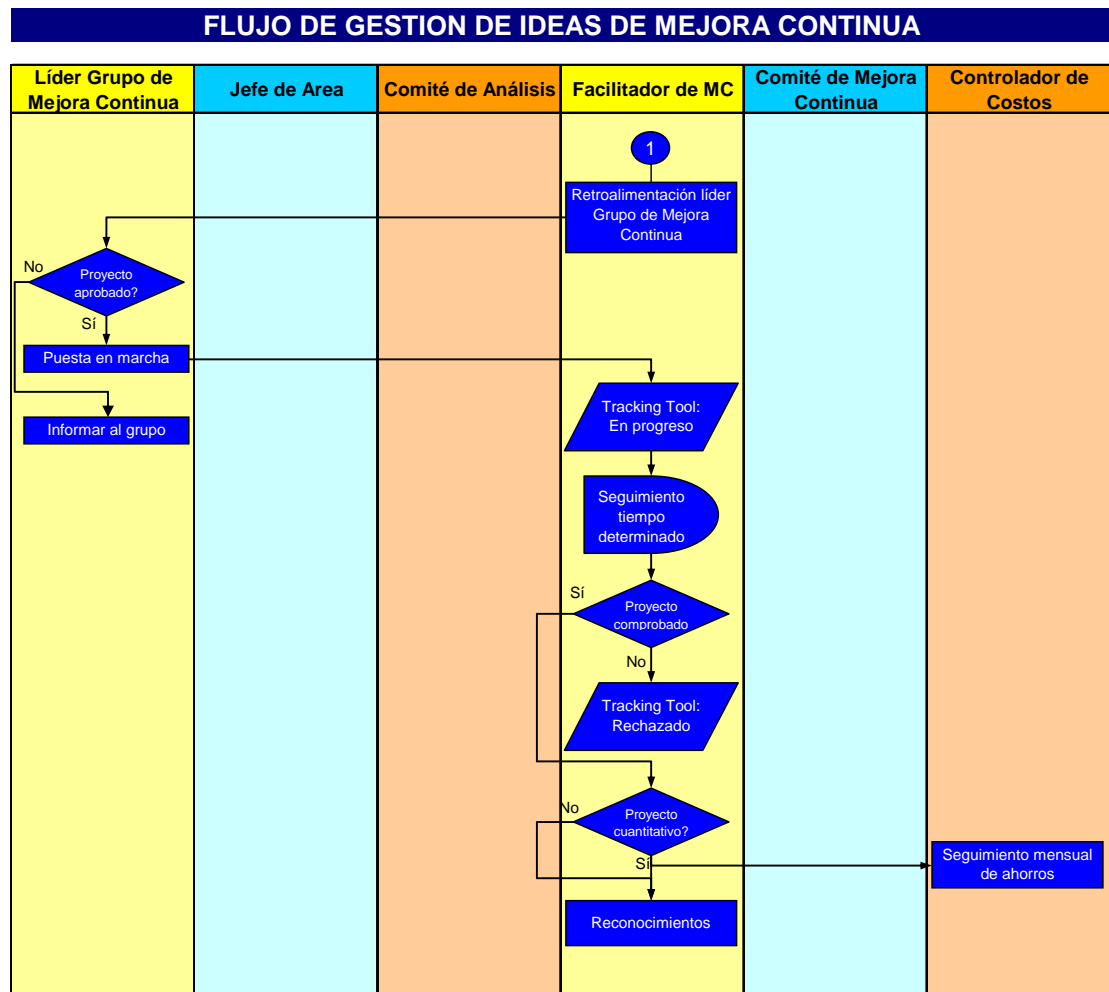 FLUJO DE GESTION DE IDEAS DE MEJORA CONTINUA
Líder Grupo de
Mejora Continua
Jefe de Area
Comité de Análisis
Facilitador de MC
Comité de Mejora
Continua
Controlador de
Costos
1
Retroalimentación líder
Grupo de Mejora
Continua
No
Proyecto
aprobado?
Sí
Puesta en marcha
Informar al grupo
Tracking Tool:
En progreso
Seguimiento
tiempo
determinado
Sí
Proyecto
comprobado
No
Tracking Tool:
Rechazado
No
Proyecto
cuantitativo?
Sí
Seguimiento mensual
de ahorros
Reconocimientos